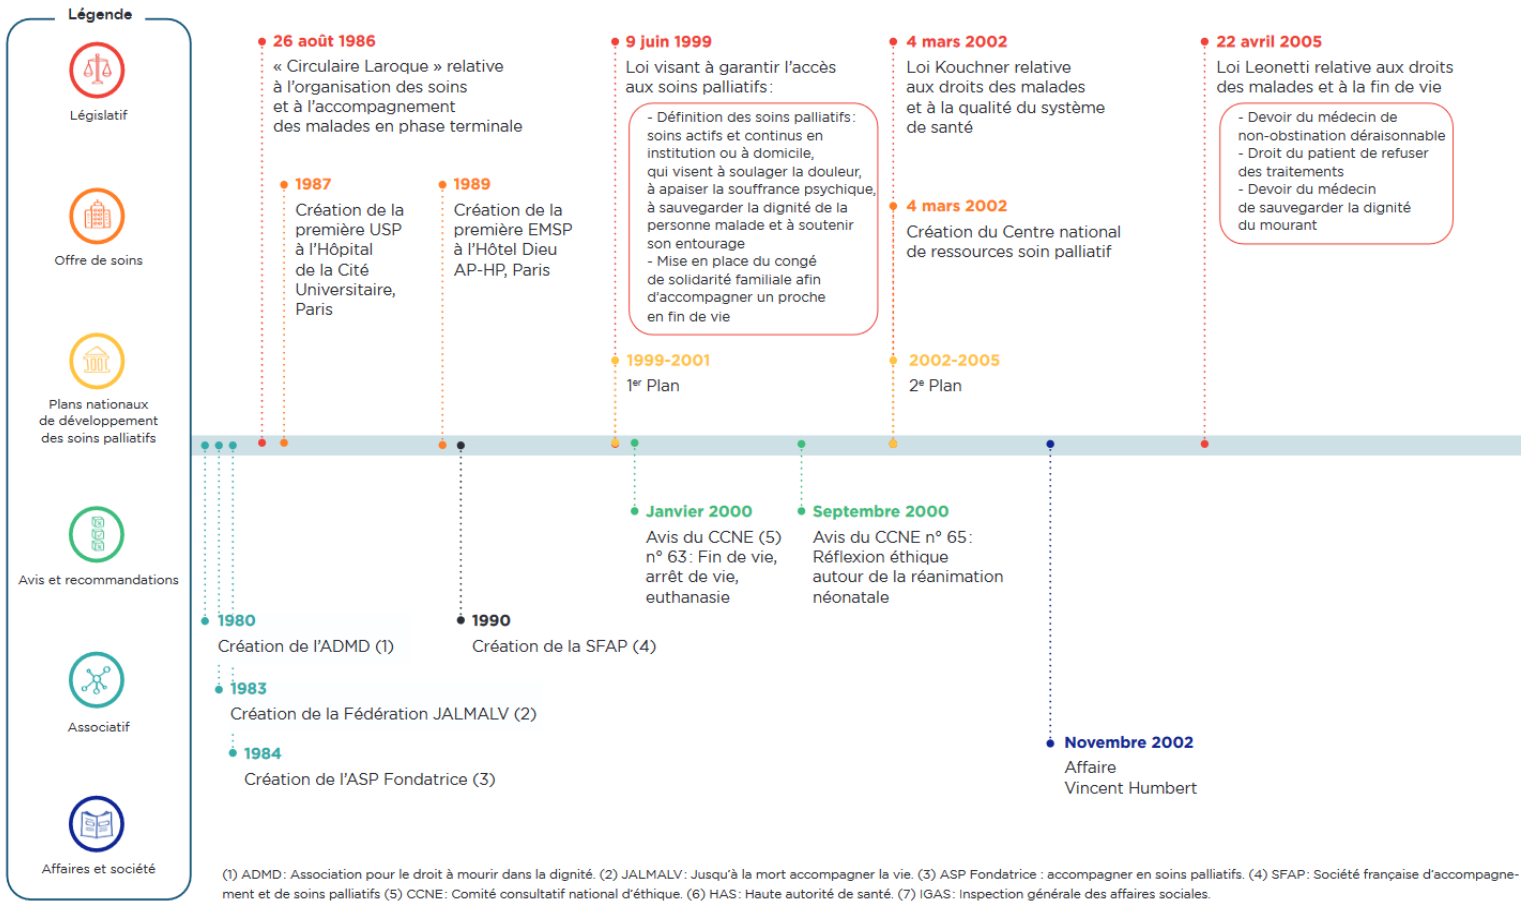 Légende
Législatif
Offre de soins
Plans nationaux
de développement
des soins palliatifs
Avis et recommandations
Associatif
Affaires et société
26 août 1986
« Circulaire Laroque » relative
à l'organisation des soins
et à l'accompagnement
des malades en phase terminale
1987
Création de la
première USP
à l'Hôpital
de la Cité
Universitaire,
Paris
1989
Création de la
première EMSP
à l'Hôtel Dieu
AP-HP, Paris
9 juin 1999
Loi visant à garantir l'accès
aux soins palliatifs :
- Définition des soins palliatifs :
soins actifs et continus en
institution ou à domicile,
qui visent à soulager la douleur,
à apaiser la souffrance psychique,
à sauvegarder la dignité de la
personne malade et à soutenir
son entourage
- Mise en place du congé
de solidarité familiale afin
d'accompagner un proche
en fin de vie
1999-2001
1er Plan
4 mars 2002
Loi Kouchner relative
aux droits des malades
et à la qualité du système
de santé
4 mars 2002
Création du Centre national
de ressources soin palliatif
2002-2005
2e Plan
22 avril 2005
Loi Leonetti relative aux droits
des malades et à la fin de vie
- Devoir du médecin de
non-obstination déraisonnable
- Droit du patient de refuser
des traitements
- Devoir du médecin
de sauvegarder la dignité
du mourant
Janvier 2000
Avis du CCNE (5)
n° 63 : Fin de vie,
arrêt de vie,
euthanasie
Septembre 2000
Avis du CCNE n° 65 :
Réflexion éthique
autour de la réanimation
néonatale
1980
Création de l'ADMD (1)
1990
Création de la SFAP (4)
1983
Création de la Fédération JALMALV (2)
1984
Création de l'ASP Fondatrice (3)
Novembre 2002
Affaire
Vincent Humbert
(1) ADMD : Association pour le droit à mourir dans la dignité. (2) JALMALV : Jusqu'à la mort accompagner la vie. (3) ASP Fondatrice : accompagner en soins palliatifs. (4) SFAP : Société française d'accompagne-
ment et de soins palliatifs (5) CCNE : Comité consultatif national d'éthique. (6) HAS : Haute autorité de santé. (7) IGAS : Inspection générale des affaires sociales.